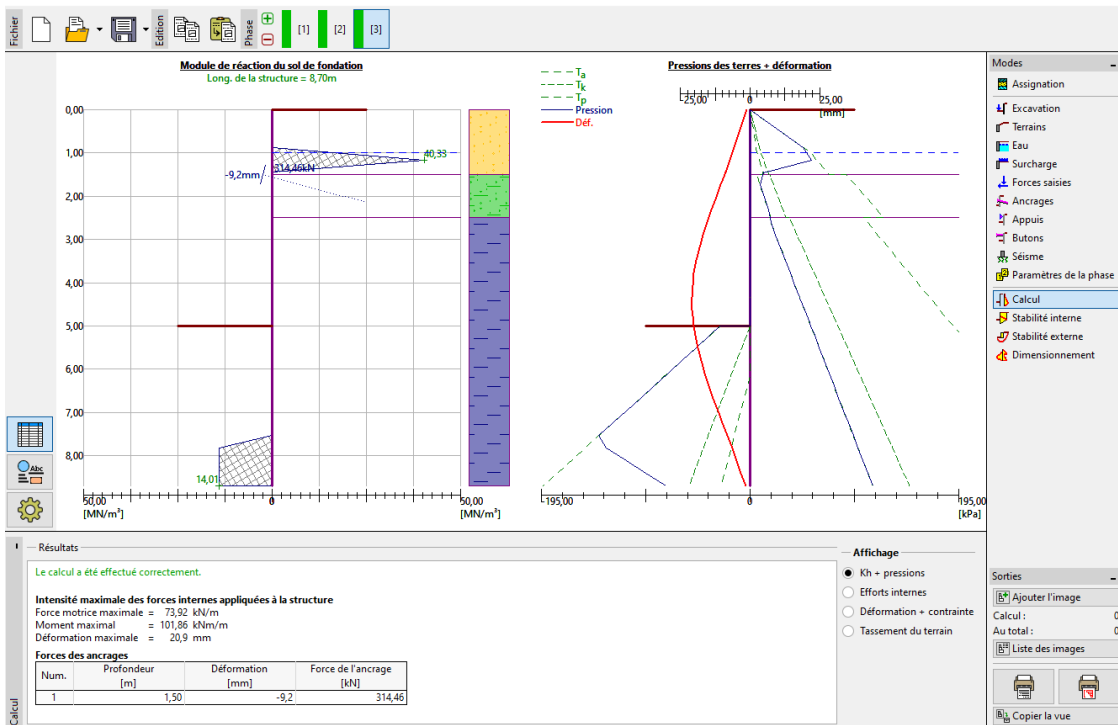 Fichier
Edition
Phase
[1]
[2]
[3]
Module de réaction du sol de fondation
Long. de la structure = 8,70m
0,00
1,00
2,00
3,00
4,00
5,00
6,00
7,00
8,00
40,33
314,46kN
-9,2mm
14,01
50,00
0
50,00
[MN/m³]
[MN/m³]
Ta
Tk
Tp
Pression
Déf.
Pressions des terres + déformation
-25,00
0
25,00
[mm]
-195,00
0
195,00
[kPa]
Modes
Assignation
Excavation
Terrains
Eau
Surcharge
Forces saisies
Ancrages
Appuis
Butons
Séisme
Paramètres de la phase
Calcul
Stabilité interne
Stabilité externe
Dimensionnement
Abc
Calcul
Résultats
Le calcul a été effectué correctement.
Intensité maximale des forces internes appliquées à la structure
Force motrice maximale = 73,92 kN/m
Moment maximal = 101,86 kNm/m
Déformation maximale = 20,9 mm
Forces des ancrages
Num. Profondeur Déformation Force de l'ancrage
[m] [mm] [kN]
1 1,50 -9,2 314,46
Affichage
Kh + pressions
Efforts internes
Déformation + contrainte
Tassement du terrain
Sorties
Ajouter l'image
Calcul : 0
Au total : 0
Liste des images
Copier la vue